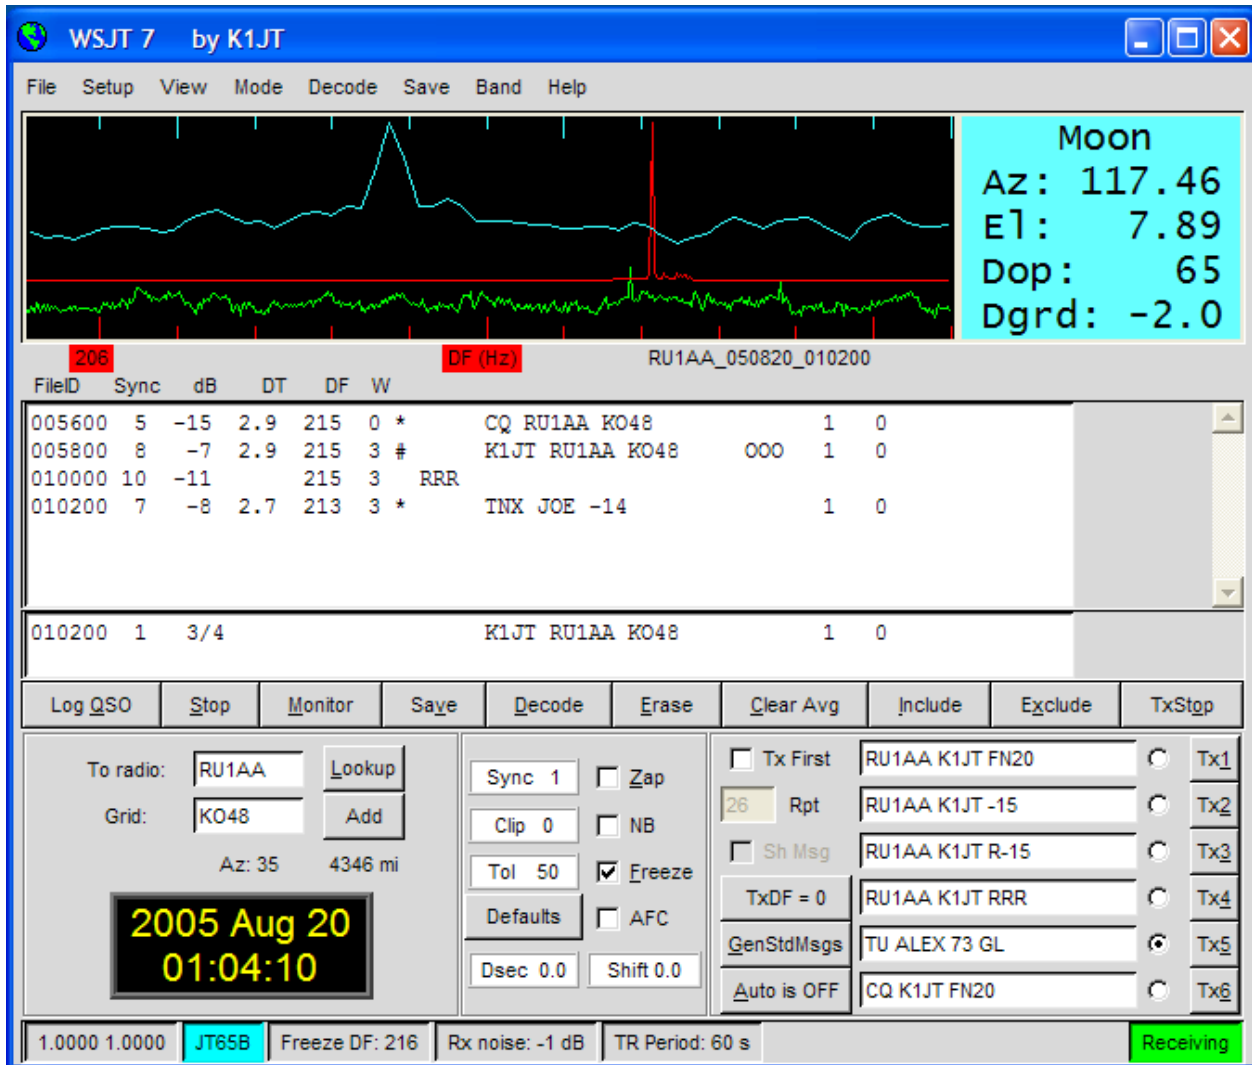 WSJT 7 by K1JT
File Setup View Mode Decode Save Band Help
Moon
Az: 117.46
El: 7.89
Dop: 65
Dgrd: -2.0
206 DF (Hz) RU1AA_050820_010200
FileID Sync dB DT DF W
005600 5 -15 2.9 215 0 * CQ RU1AA KO48 1 0
005800 8 -7 2.9 215 3 # K1JT RU1AA KO48 OOO 1 0
010000 10 -11 215 3 RRR
010200 7 -8 2.7 213 3 * TNX JOE -14 1 0
010200 1 3/4 K1JT RU1AA KO48 1 0
Log QSO Stop Monitor Save Decode Erase Clear Avg Include Exclude TxStop
To radio: RU1AA Lookup
Grid: KO48 Add
Az: 35 4346 mi
2005 Aug 20
01:04:10
Sync 1 Zap
Clip 0 NB
Tol 50 Freeze
Defaults AFC
Dsec 0.0 Shift 0.0
Tx First RU1AA K1JT FN20 Tx1
26 Rpt RU1AA K1JT -15 Tx2
Sh Msg RU1AA K1JT R-15 Tx3
TxDF = 0 RU1AA K1JT RRR Tx4
GenStdMsgs TU ALEX 73 GL Tx5
Auto is OFF CQ K1JT FN20 Tx6
1.0000 1.0000 JT65B Freeze DF: 216 Rx noise: -1 dB TR Period: 60 s Receiving